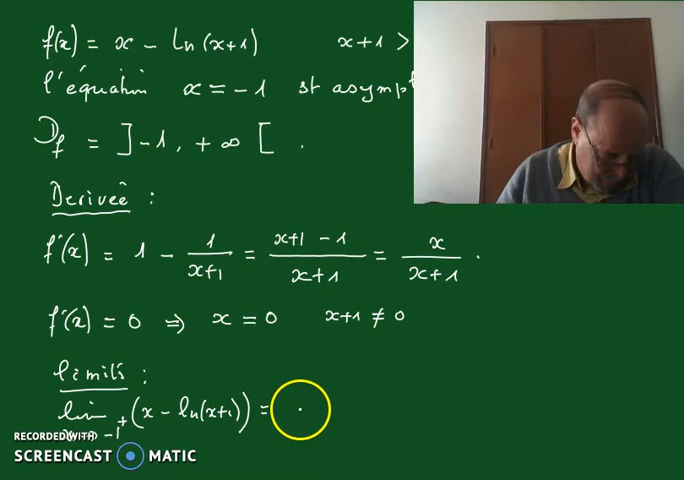 f(x) = x - ln(x+1) x+1 >
l'équation x = -1 st asympt
Df = ]-1, +∞ [ .
Derivée :
f'(x) = 1 - 1/(x+1) = (x+1 - 1)/(x+1) = x/(x+1) .
f'(x) = 0 ⇒ x = 0 x+1 ≠ 0
limits :
lim x→-1⁺ (x - ln(x+1)) =
RECORDED WITH
SCREENCAST MATIC